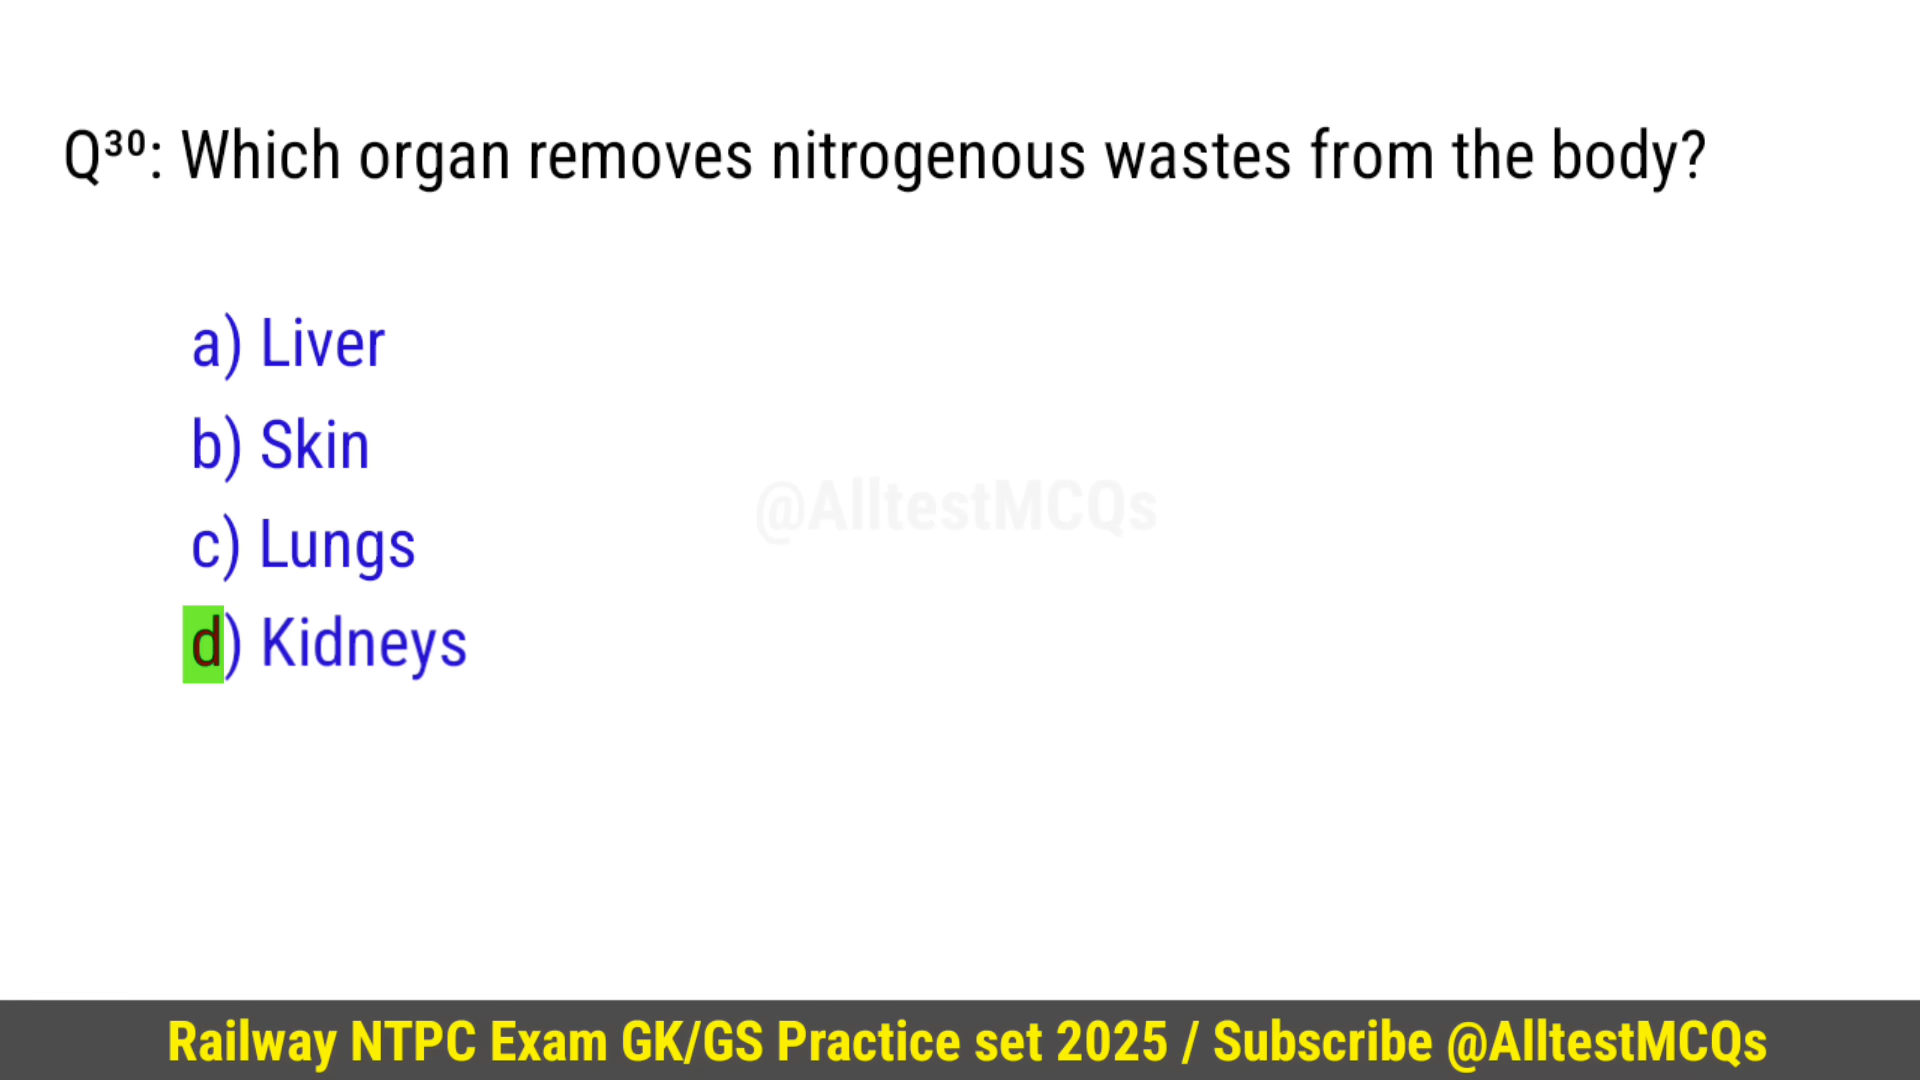 Q³⁰: Which organ removes nitrogenous wastes from the body?
a) Liver
b) Skin
@AlltestMCQs
c) Lungs
d) Kidneys
Railway NTPC Exam GK/GS Practice set 2025 / Subscribe @AlltestMCQs